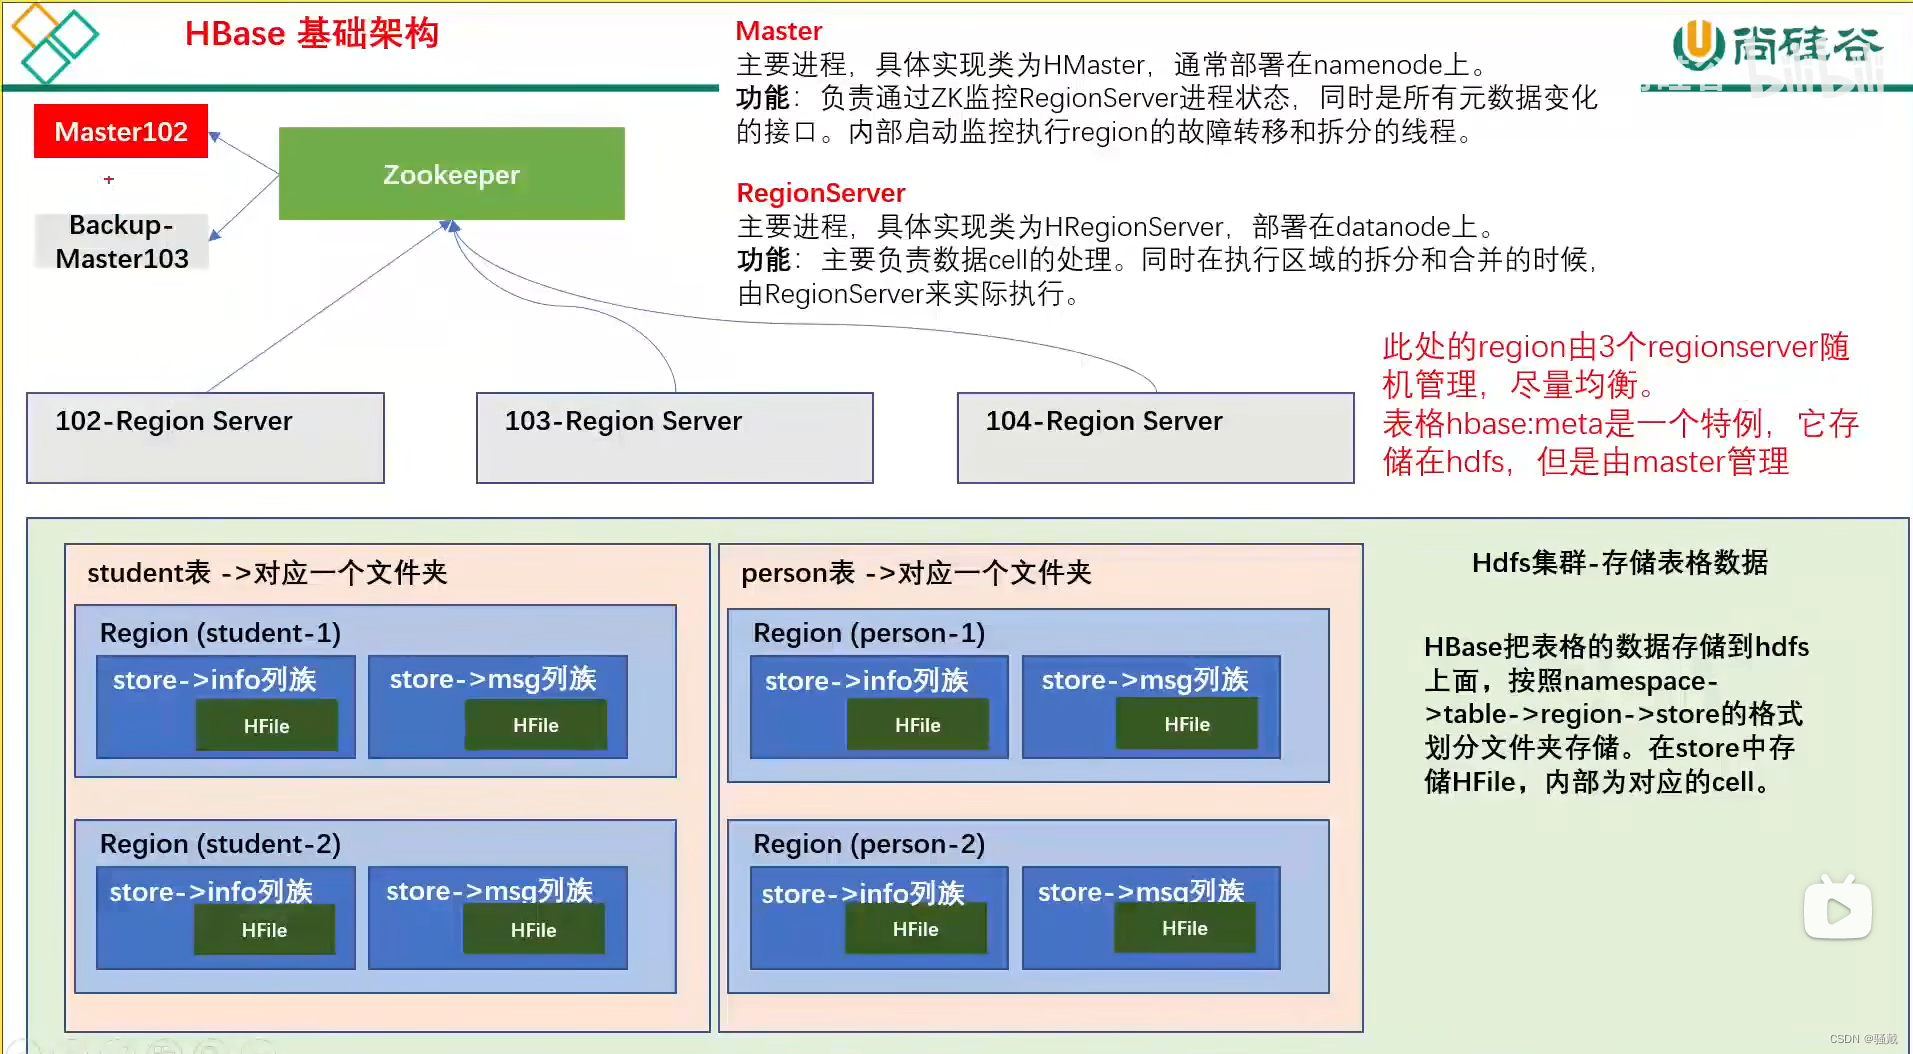 HBase 基础架构
尚硅谷
bilibili
Master102
+
Backup-
Master103
Zookeeper
Master
主要进程，具体实现类为HMaster，通常部署在namenode上。
功能：负责通过ZK监控RegionServer进程状态，同时是所有元数据变化
的接口。内部启动监控执行region的故障转移和拆分的线程。
RegionServer
主要进程，具体实现类为HRegionServer，部署在datanode上。
功能：主要负责数据cell的处理。同时在执行区域的拆分和合并的时候，
由RegionServer来实际执行。
102-Region Server
103-Region Server
104-Region Server
此处的region由3个regionserver随
机管理，尽量均衡。
表格hbase:meta是一个特例，它存
储在hdfs，但是由master管理
student表 ->对应一个文件夹
Region (student-1)
store->info列族
HFile
store->msg列族
HFile
Region (student-2)
store->info列族
HFile
store->msg列族
HFile
person表 ->对应一个文件夹
Region (person-1)
store->info列族
HFile
store->msg列族
HFile
Region (person-2)
store->info列族
HFile
store->msg列族
HFile
Hdfs集群-存储表格数据
HBase把表格的数据存储到hdfs
上面，按照namespace-
>table->region->store的格式
划分文件夹存储。在store中存
储HFile，内部为对应的cell。
CSDN @骚戴